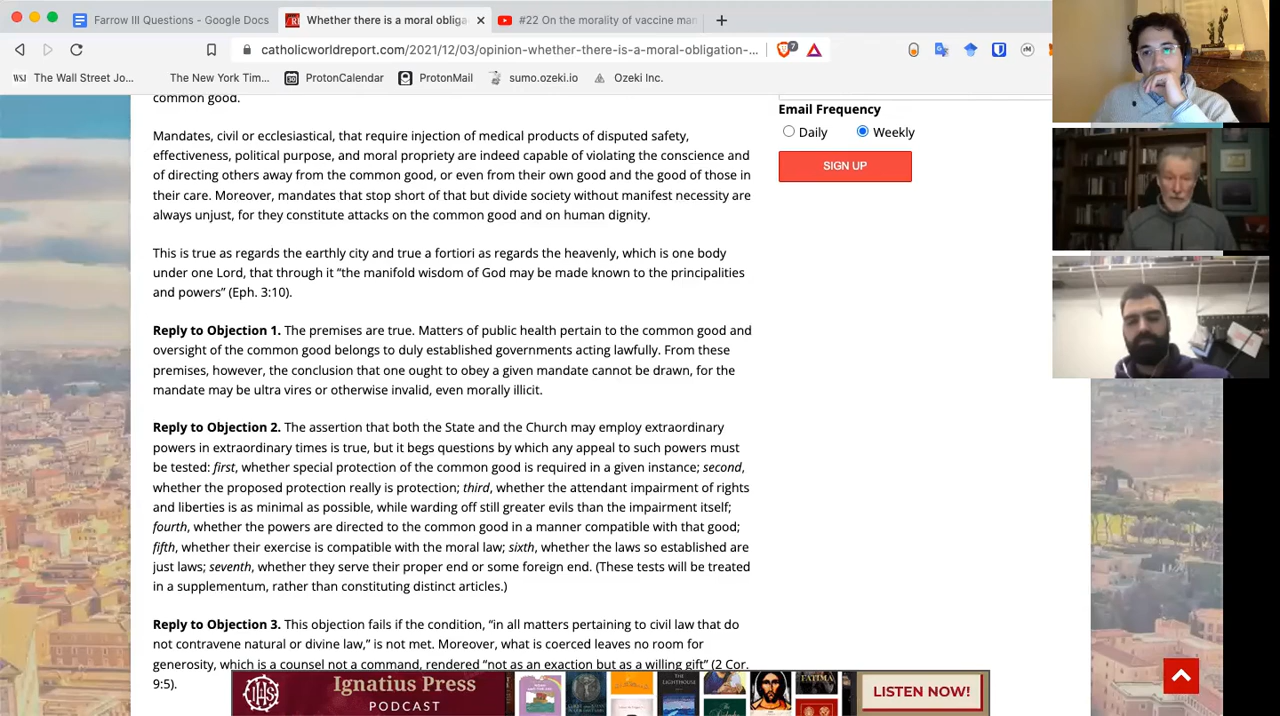 Farrow III Questions - Google Docs
Whether there is a moral obliga
#22 On the morality of vaccine man
catholicworldreport.com/2021/12/03/opinion-whether-there-is-a-moral-obligation-...
7
WSJ The Wall Street Jo...
The New York Tim...
ProtonCalendar
ProtonMail
sumo.ozeki.io
Ozeki Inc.
common good.
Mandates, civil or ecclesiastical, that require injection of medical products of disputed safety,
effectiveness, political purpose, and moral propriety are indeed capable of violating the conscience and
of directing others away from the common good, or even from their own good and the good of those in
their care. Moreover, mandates that stop short of that but divide society without manifest necessity are
always unjust, for they constitute attacks on the common good and on human dignity.
This is true as regards the earthly city and true a fortiori as regards the heavenly, which is one body
under one Lord, that through it “the manifold wisdom of God may be made known to the principalities
and powers” (Eph. 3:10).
Reply to Objection 1. The premises are true. Matters of public health pertain to the common good and
oversight of the common good belongs to duly established governments acting lawfully. From these
premises, however, the conclusion that one ought to obey a given mandate cannot be drawn, for the
mandate may be ultra vires or otherwise invalid, even morally illicit.
Reply to Objection 2. The assertion that both the State and the Church may employ extraordinary
powers in extraordinary times is true, but it begs questions by which any appeal to such powers must
be tested: first, whether special protection of the common good is required in a given instance; second,
whether the proposed protection really is protection; third, whether the attendant impairment of rights
and liberties is as minimal as possible, while warding off still greater evils than the impairment itself;
fourth, whether the powers are directed to the common good in a manner compatible with that good;
fifth, whether their exercise is compatible with the moral law; sixth, whether the laws so established are
just laws; seventh, whether they serve their proper end or some foreign end. (These tests will be treated
in a supplementum, rather than constituting distinct articles.)
Reply to Objection 3. This objection fails if the condition, “in all matters pertaining to civil law that do
not contravene natural or divine law,” is not met. Moreover, what is coerced leaves no room for
generosity, which is a counsel not a command, rendered “not as an exaction but as a willing gift” (2 Cor.
9:5).
Email Frequency
Daily
Weekly
SIGN UP
IHS
Ignatius Press
PODCAST
FATIMA
LISTEN NOW!